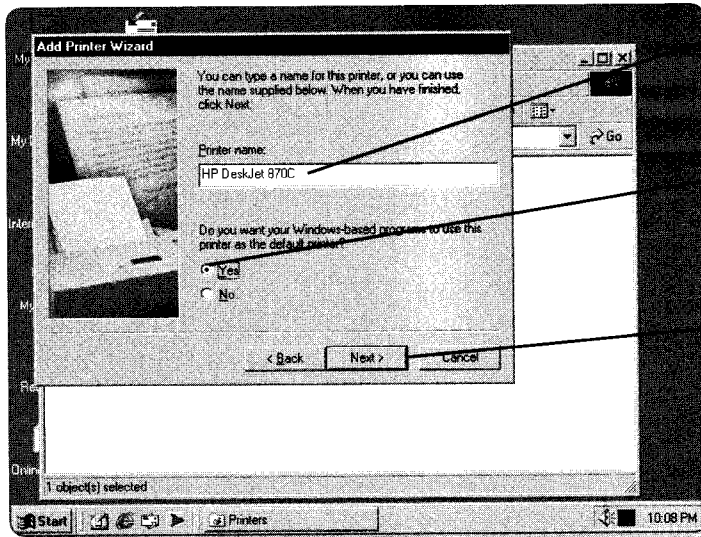 Add Printer Wizard
You can type a name for this printer, or you can use
the name supplied below. When you have finished,
click Next.
Printer name:
HP DeskJet 870C
Do you want your Windows-based programs to use this
printer as the default printer?
Yes
No
< Back
Next >
Cancel
My
My
Go
My
1 object(s) selected
Start
Printers
10:08 PM